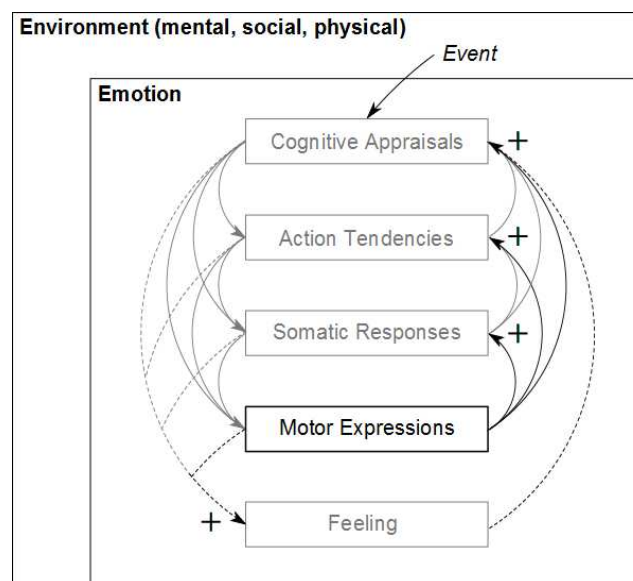 Environment (mental, social, physical)
Event
Emotion
Cognitive Appraisals +
Action Tendencies +
Somatic Responses +
Motor Expressions
+ Feeling